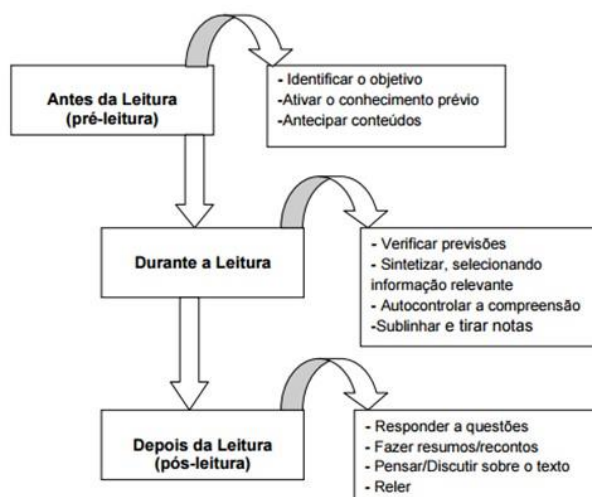 Antes da Leitura
(pré-leitura)
- Identificar o objetivo
-Ativar o conhecimento prévio
-Antecipar conteúdos
Durante a Leitura
- Verificar previsões
- Sintetizar, selecionando
informação relevante
- Autocontrolar a compreensão
-Sublinhar e tirar notas
Depois da Leitura
(pós-leitura)
- Responder a questões
- Fazer resumos/recontos
- Pensar/Discutir sobre o texto
- Reler